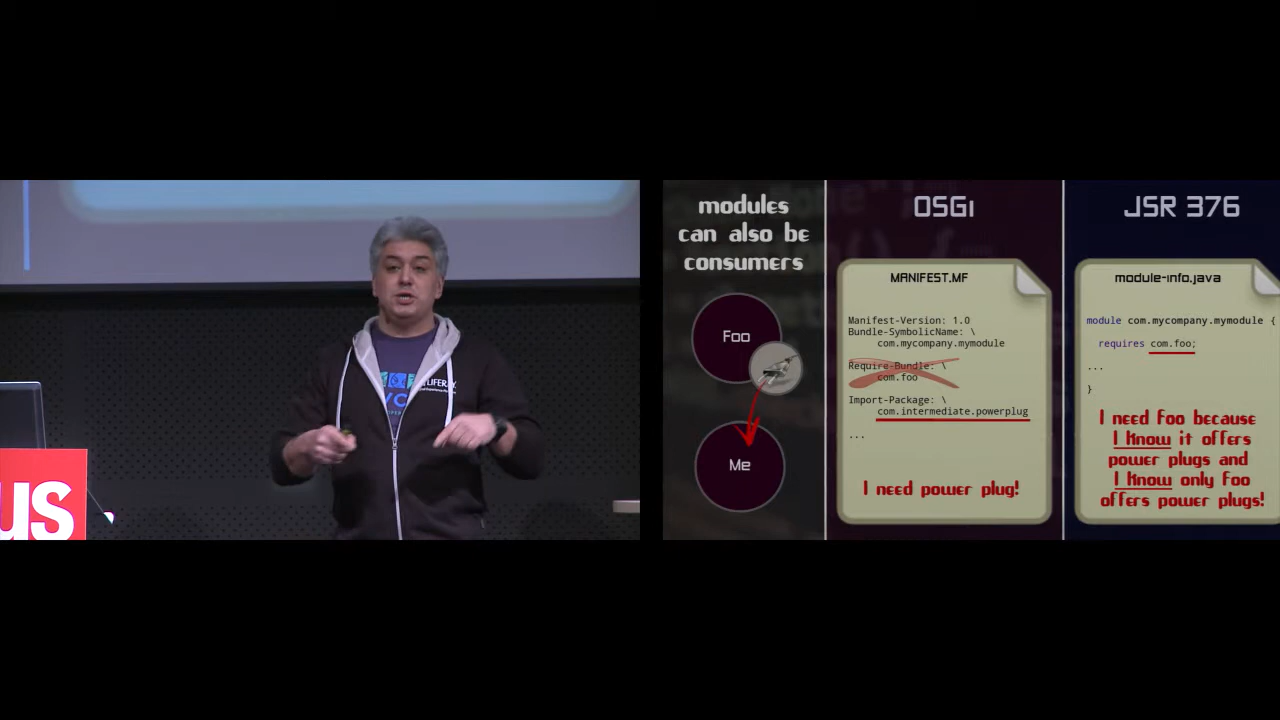 US
LIFERAY
modules
can also be
consumers
Foo
Me
OSGi
MANIFEST.MF
Manifest-Version: 1.0
Bundle-SymbolicName: \
com.mycompany.mymodule
Require-Bundle: \
com.foo
Import-Package: \
com.intermediate.powerplug
...
I need power plug!
JSR 376
module-info.java
module com.mycompany.mymodule {
requires com.foo;
...
}
I need foo because
I know it offers
power plugs and
I know only Foo
offers power plugs!